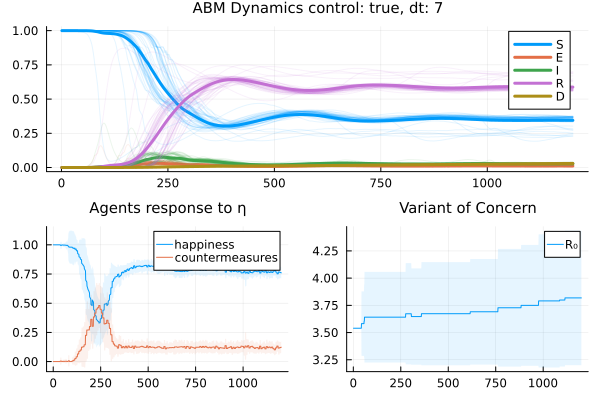 ABM Dynamics control: true, dt: 7
1.00
0.75
0.50
0.25
0.00
0
250
500
750
1000
S
E
I
R
D
Agents response to η
1.00
0.75
0.50
0.25
0.00
0
250
500
750
1000
happiness
countermeasures
Variant of Concern
4.25
4.00
3.75
3.50
3.25
0
250
500
750
1000
R₀